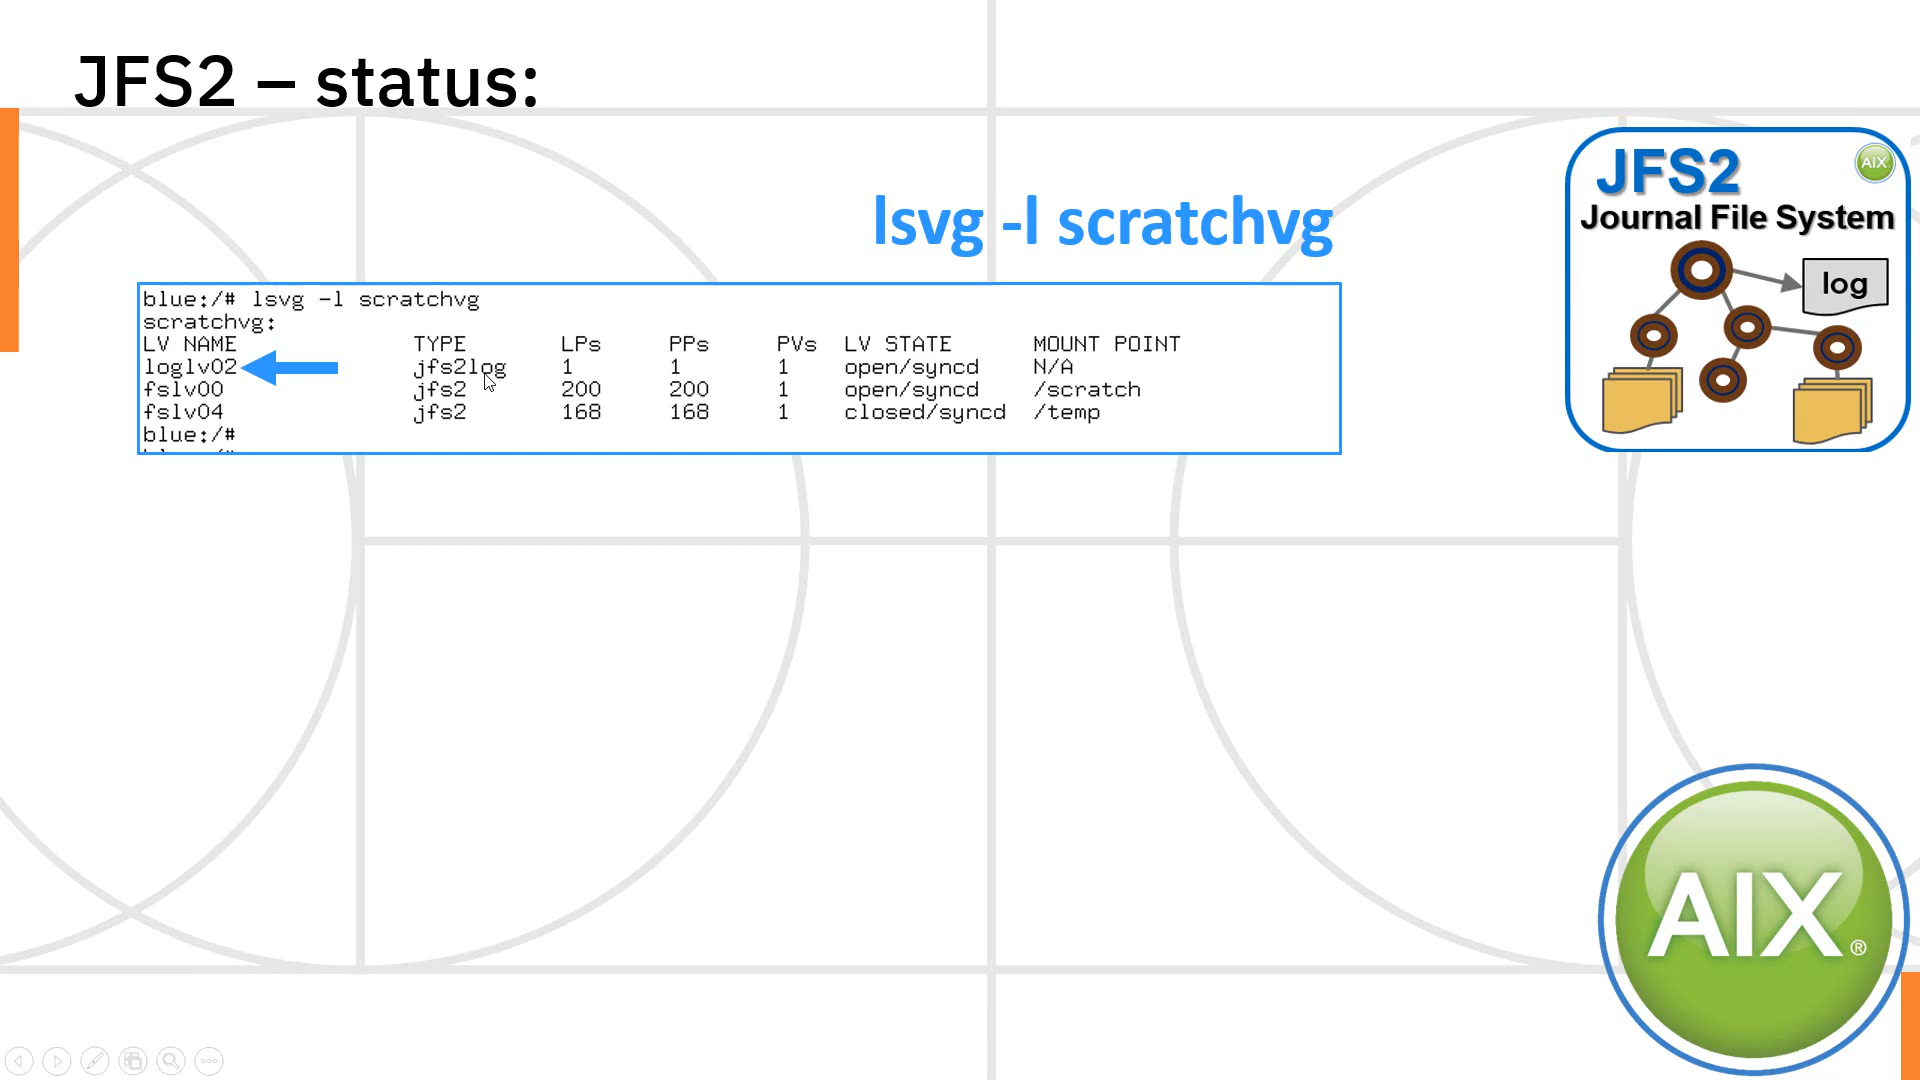 JFS2 – status:
lsvg -l scratchvg
blue:/# lsvg -l scratchvg
scratchvg:
LV NAME TYPE LPs PPs PVs LV STATE MOUNT POINT
loglv02 jfs2log 1 1 1 open/syncd N/A
fslv00 jfs2 200 200 1 open/syncd /scratch
fslv04 jfs2 168 168 1 closed/syncd /temp
blue:/#
JFS2
AIX
Journal File System
log
AIX®